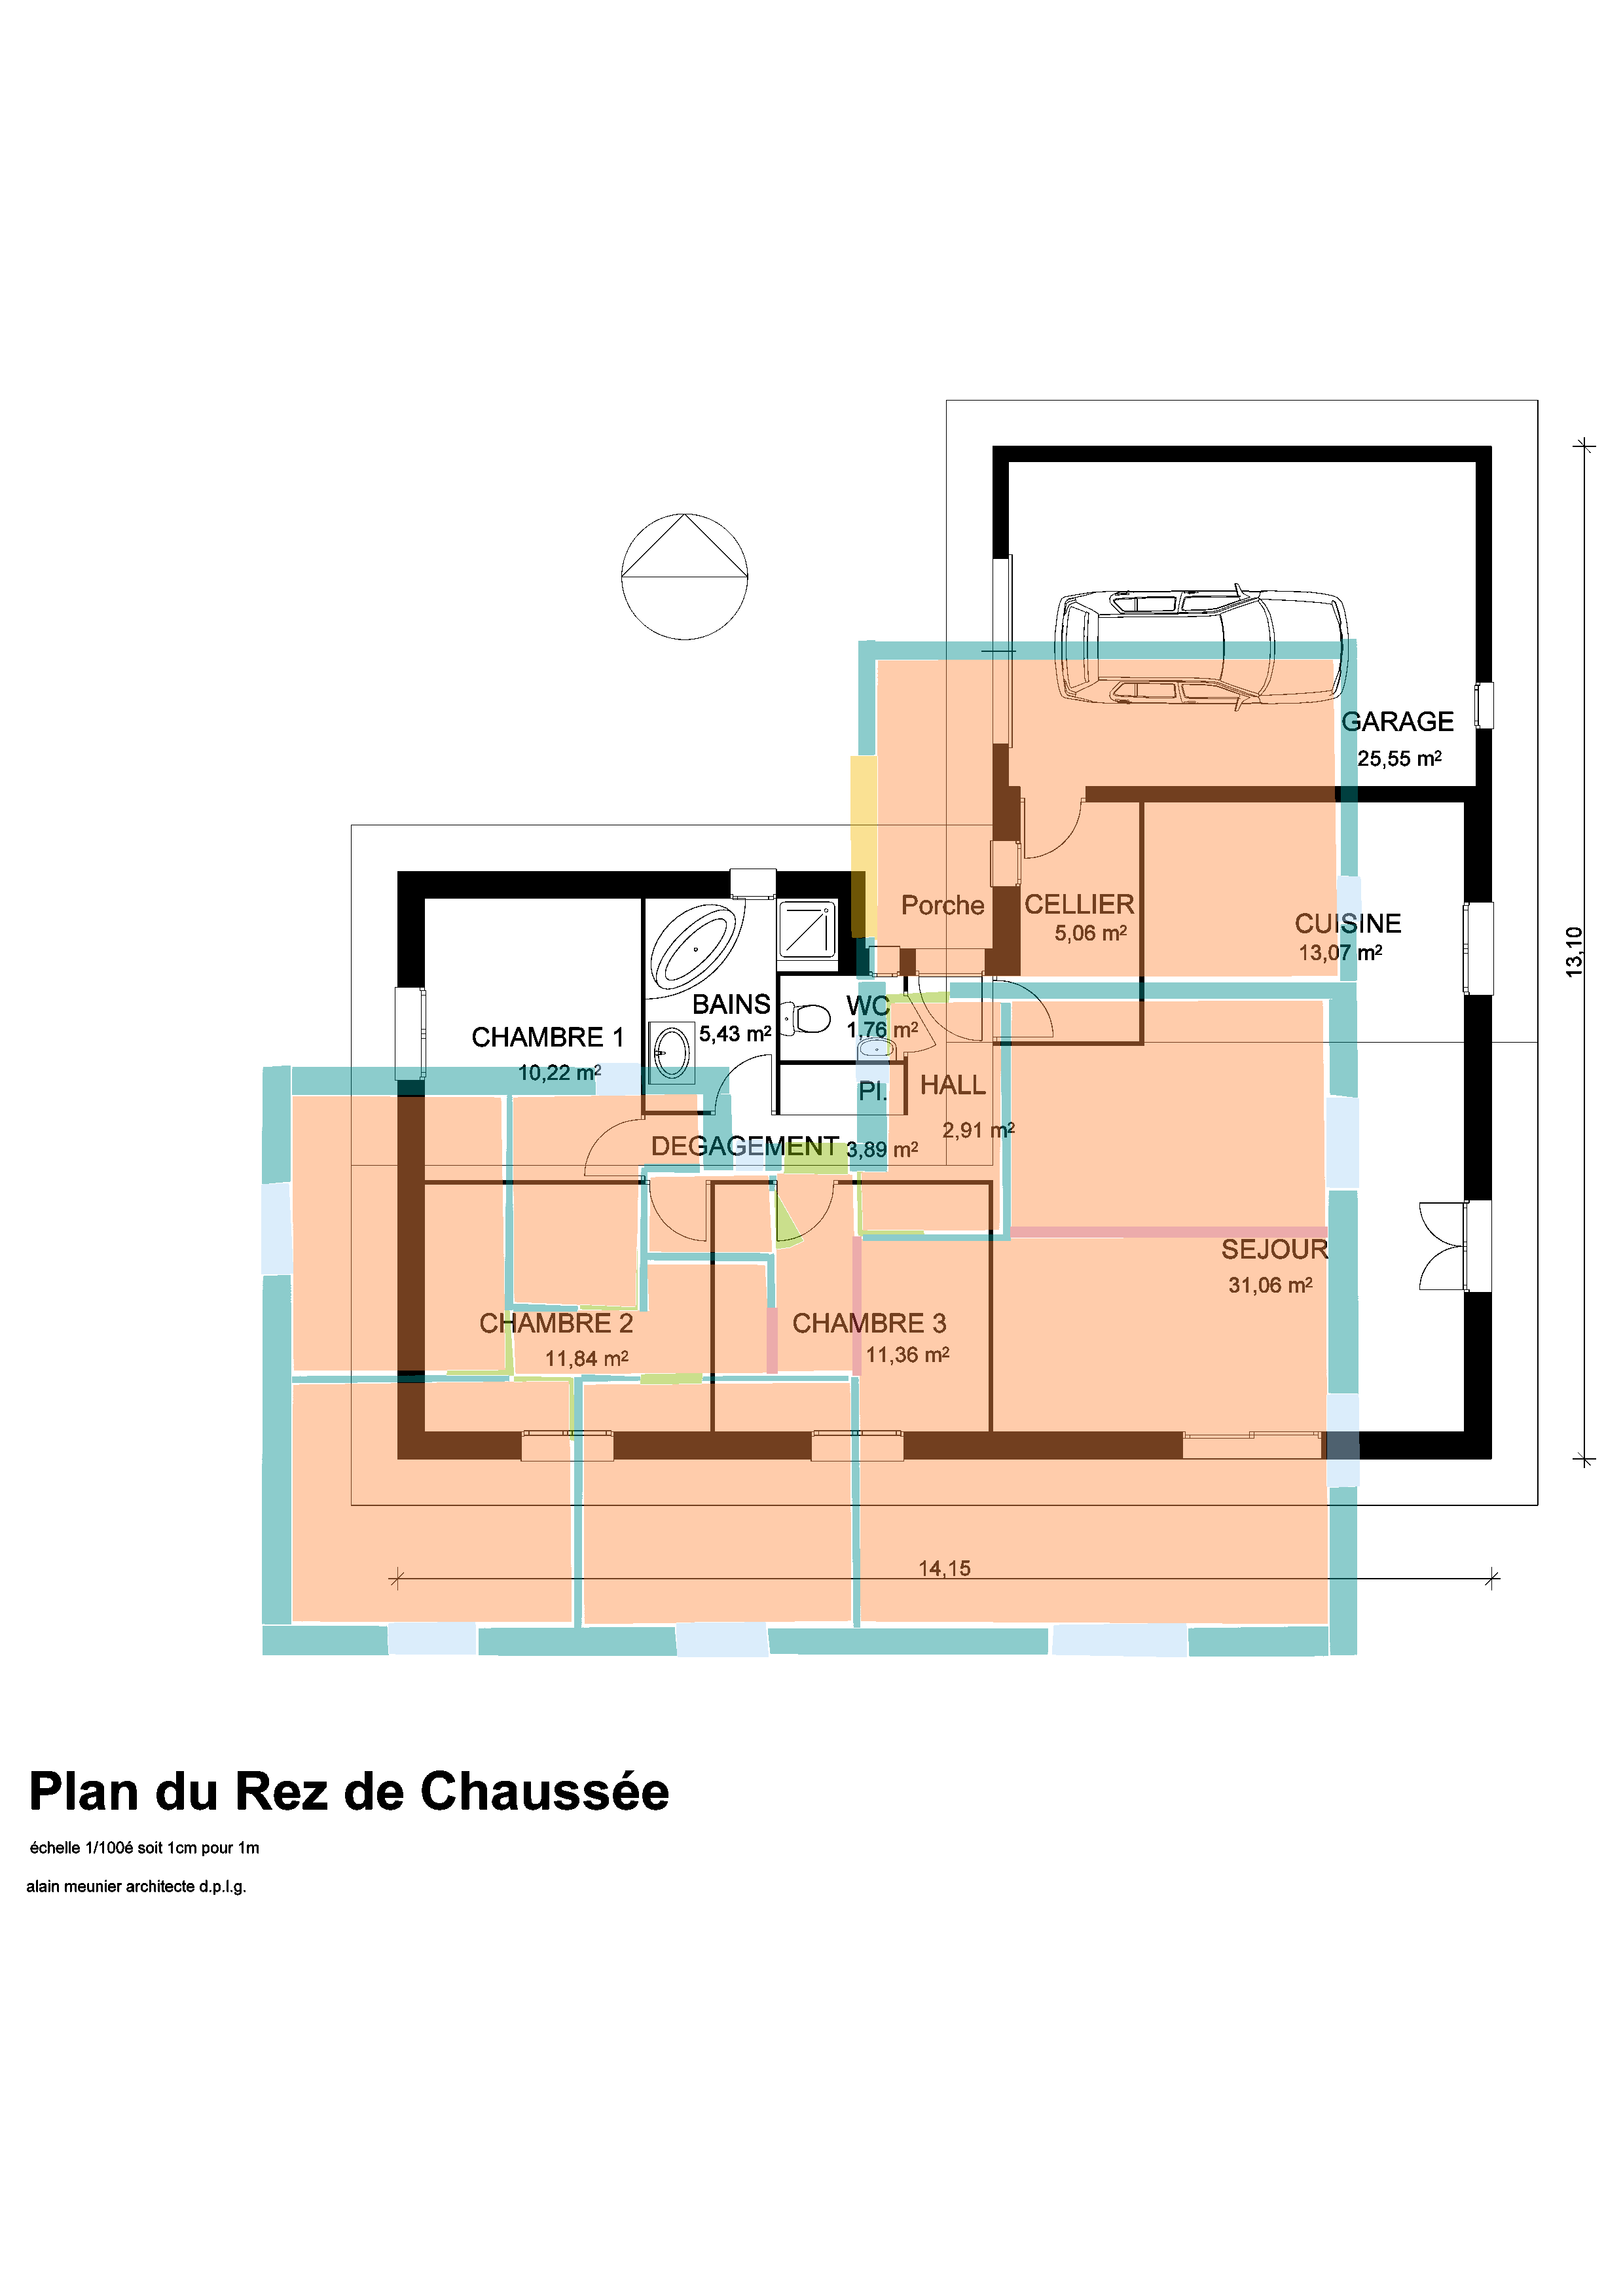 GARAGE
25,55 m²
Porche
CELLIER
5,06 m²
CUISINE
13,07 m²
13,10
BAINS
5,43 m²
WC
1,76 m²
CHAMBRE 1
10,22 m²
Pl.
HALL
2,91 m²
DEGAGEMENT 3,89 m²
SEJOUR
31,06 m²
CHAMBRE 2
11,84 m²
CHAMBRE 3
11,36 m²
14,15
Plan du Rez de Chaussée
échelle 1/100é soit 1cm pour 1m
alain meunier architecte d.p.l.g.